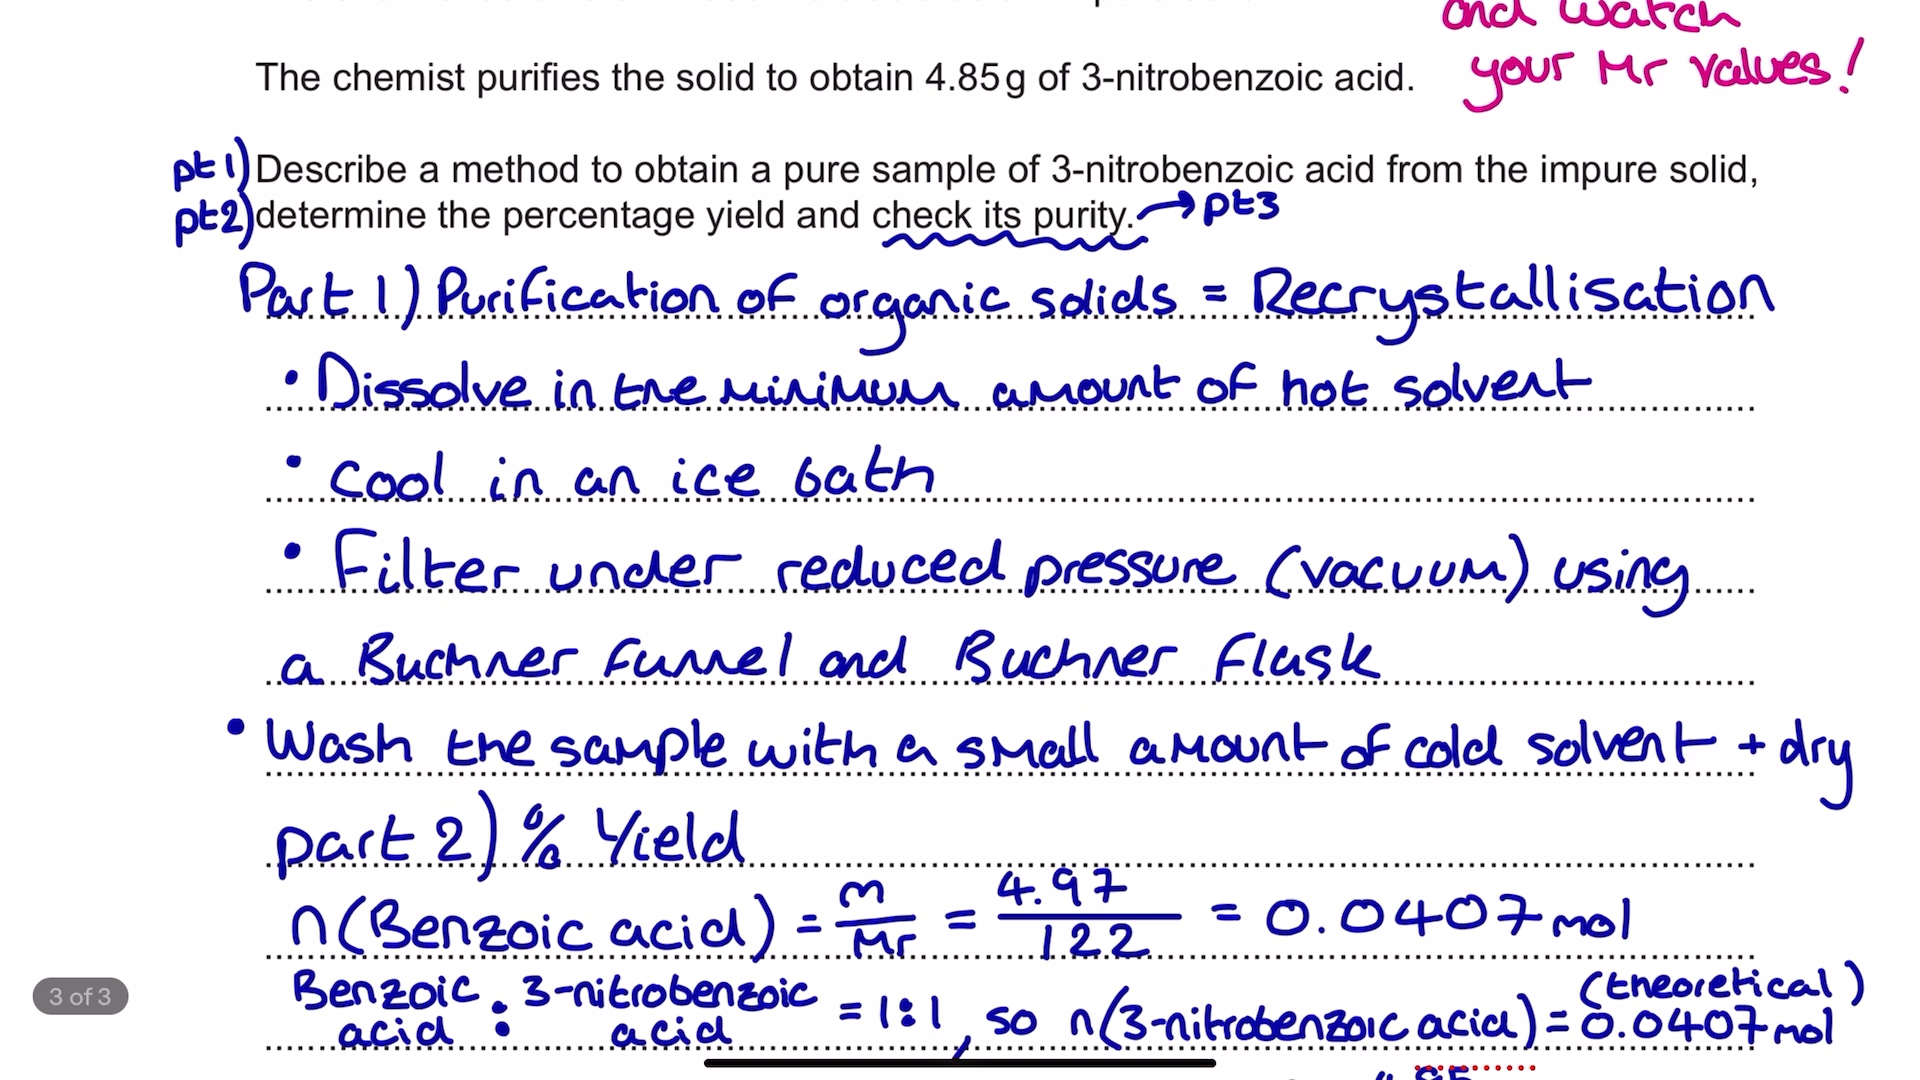 and watch
The chemist purifies the solid to obtain 4.85 g of 3-nitrobenzoic acid.
your Mr values!
pt 1) Describe a method to obtain a pure sample of 3-nitrobenzoic acid from the impure solid,
pt2) determine the percentage yield and check its purity. → pt3
Part 1) Purification of organic solids = Recrystallisation
• Dissolve in the minimum amount of hot solvent
• Cool in an ice bath
• Filter under reduced pressure (vacuum) using
a Buchner funnel and Buchner flask
• Wash the sample with a small amount of cold solvent + dry
part 2) % Yield
n(Benzoic acid) = m/Mr = 4.97/122 = 0.0407 mol
Benzoic acid : 3-nitrobenzoic acid = 1:1, so n(3-nitrobenzoic acid) = 0.0407 mol (theoretical)
3 of 3
4.85